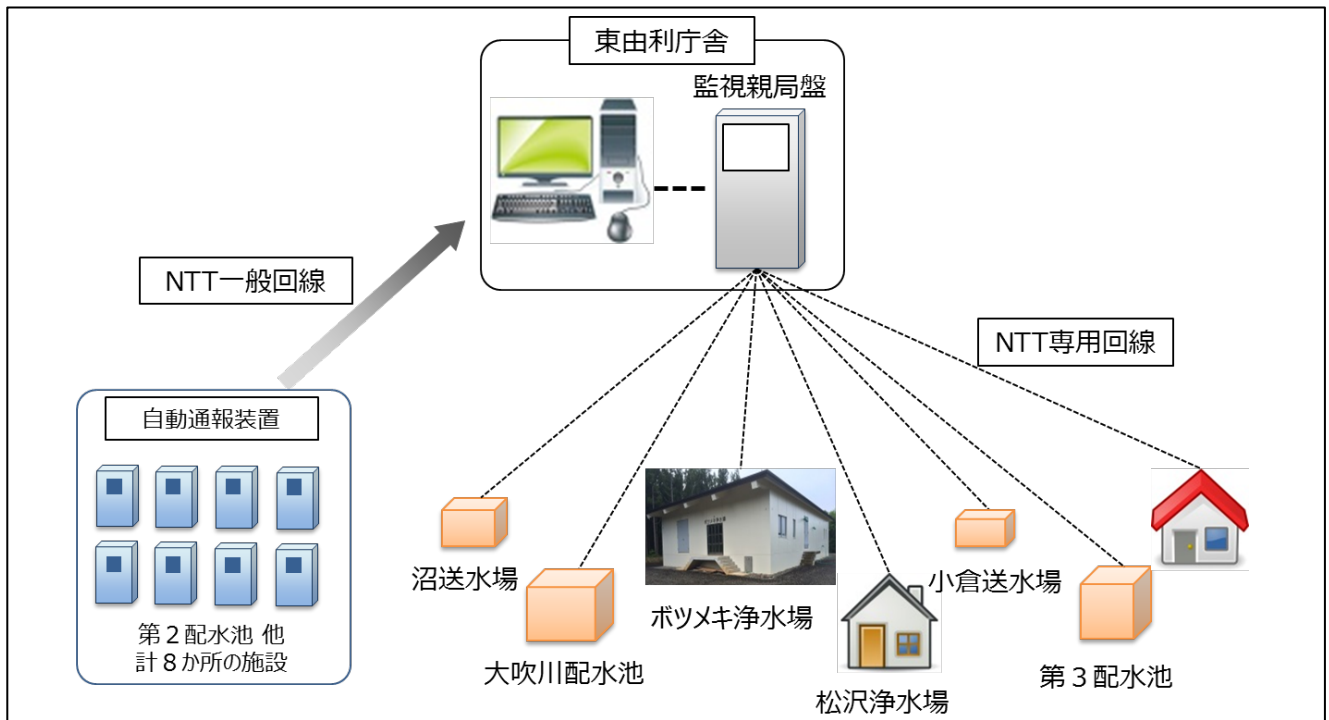 東由利庁舎
監視親局盤
NTT一般回線
NTT専用回線
自動通報装置
第２配水池 他
計８か所の施設
沼送水場
大吹川配水池
ボツメキ浄水場
松沢浄水場
小倉送水場
第３配水池